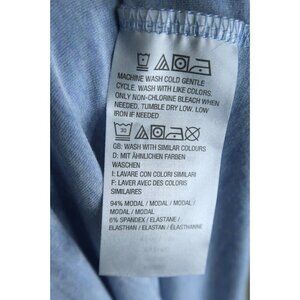 MACHINE WASH COLD GENTLE
CYCLE. WASH WITH LIKE COLORS.
ONLY NON-CHLORINE BLEACH WHEN
NEEDED. TUMBLE DRY LOW. LOW
IRON IF NEEDED
30
GB: WASH WITH SIMILAR COLOURS
D: MIT ÄHNLICHEN FARBEN
WASCHEN
I: LAVARE CON COLORI SIMILARI
F: LAVER AVEC DES COLORIS
SIMILAIRES
94% MODAL / MODAL / MODAL /
MODAL / MODAL
6% SPANDEX / ELASTANE /
ELASTHAN / ELASTAN / ELASTHANNE